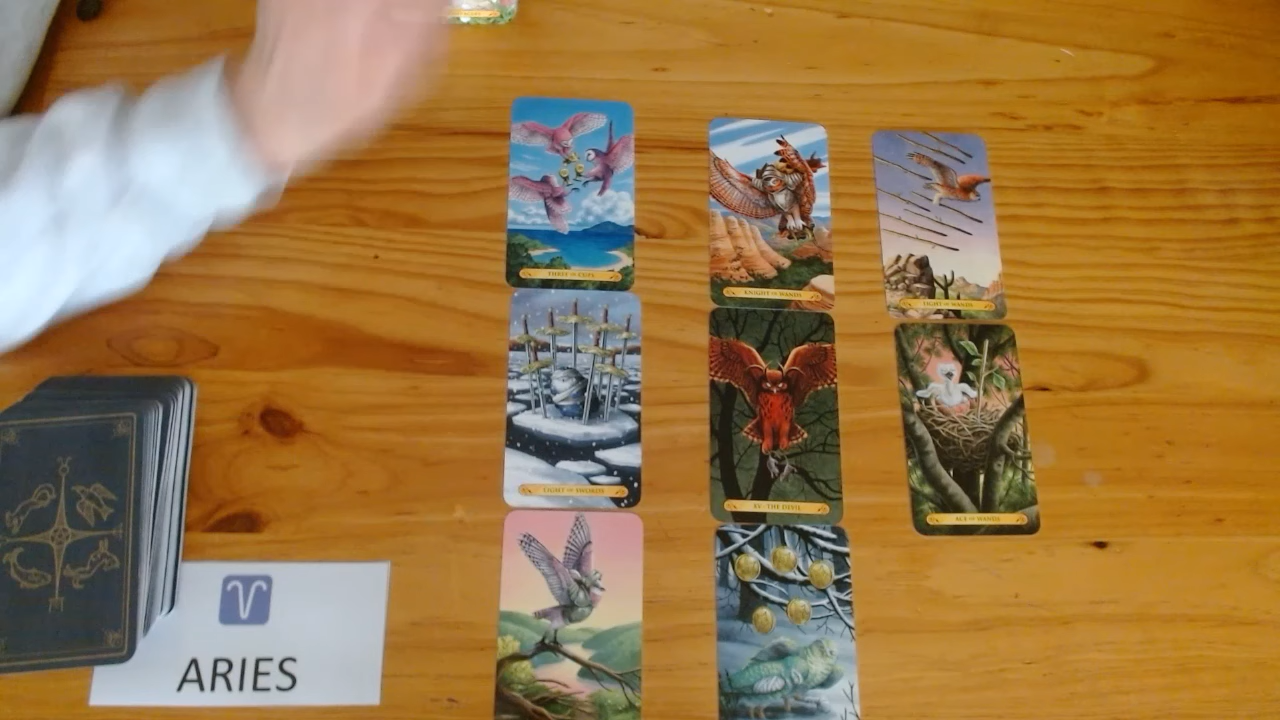 THREE OF CUPS
KNIGHT OF WANDS
EIGHT OF WANDS
EIGHT OF SWORDS
XV - THE DEVIL
ACE OF WANDS
ARIES